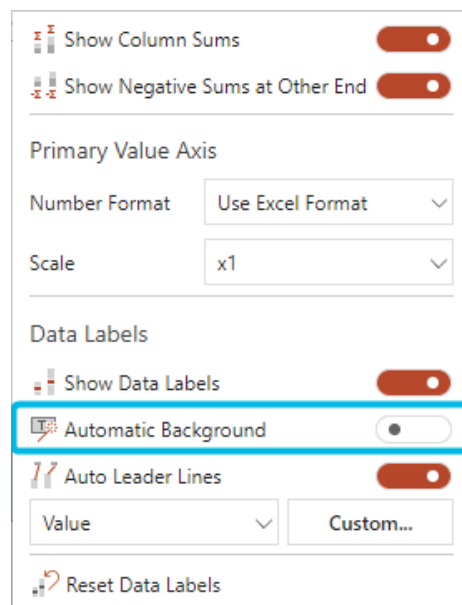 Show Column Sums
Show Negative Sums at Other End
Primary Value Axis
Number Format Use Excel Format
Scale x1
Data Labels
Show Data Labels
Automatic Background
Auto Leader Lines
Value Custom...
Reset Data Labels